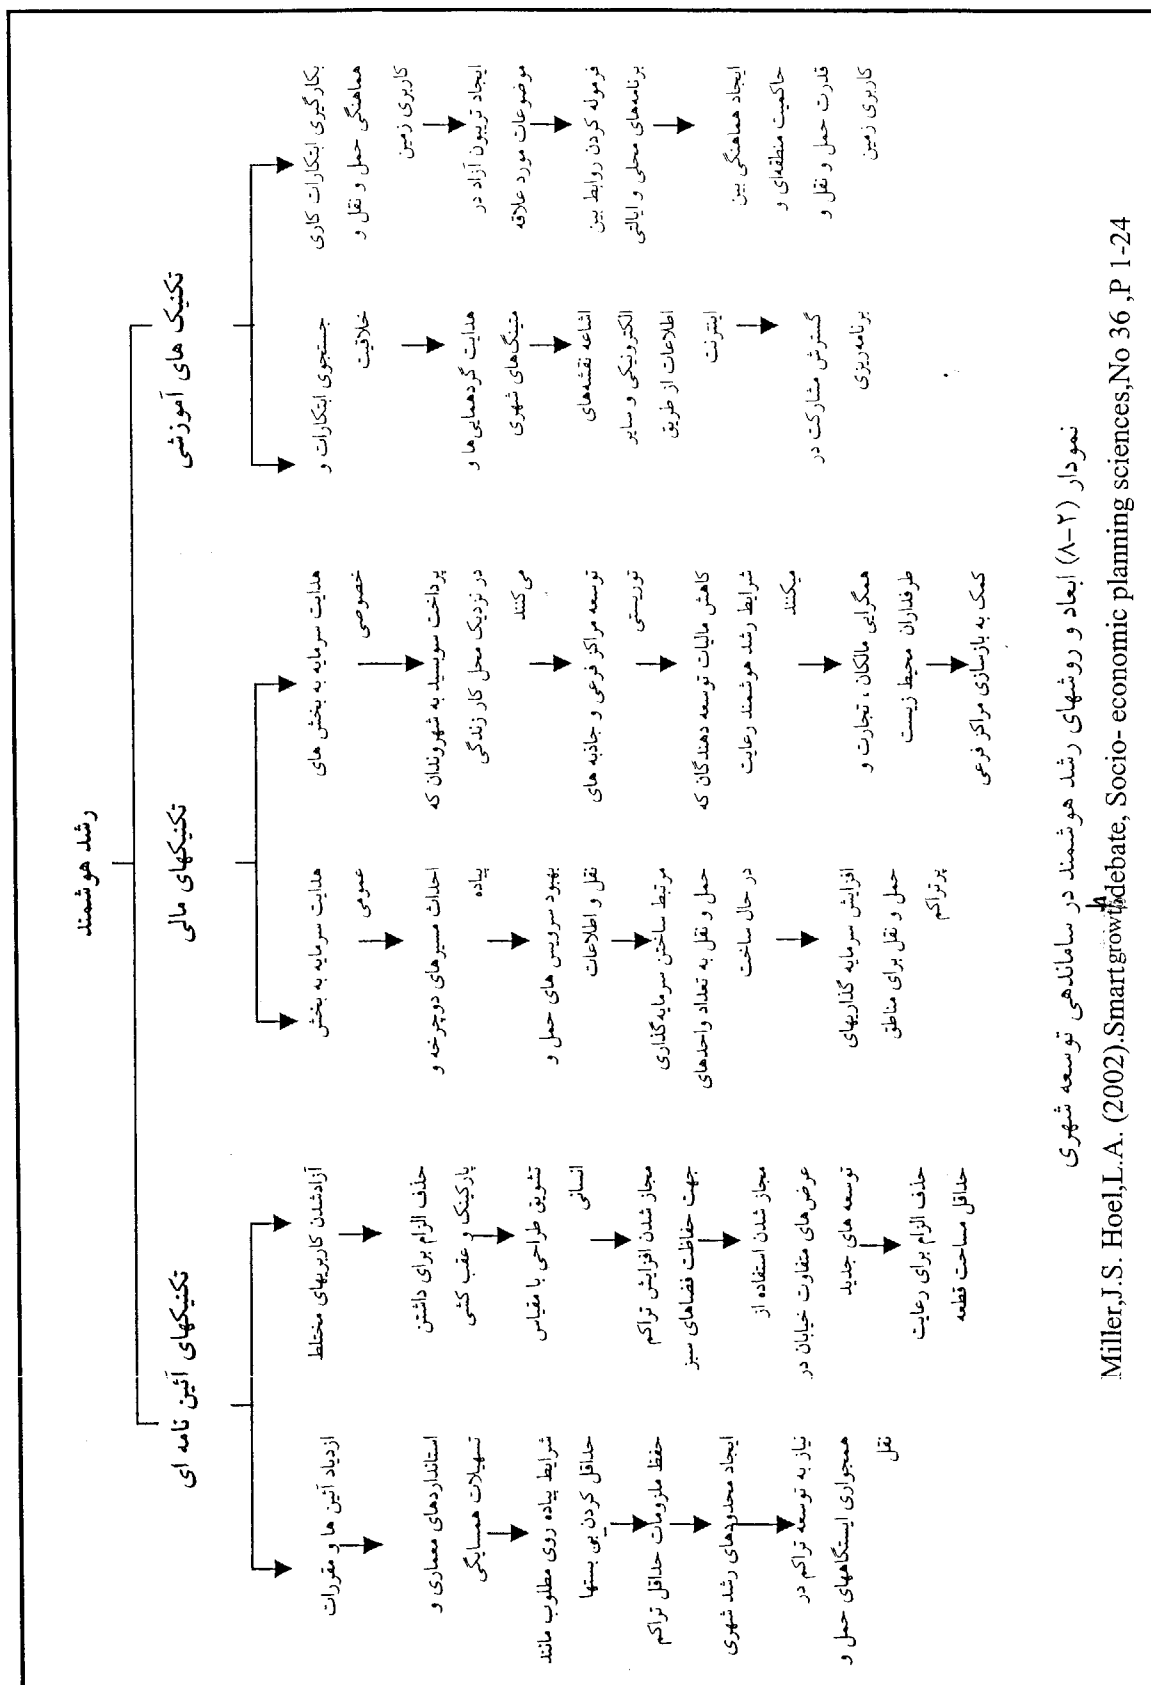 رشد هوشمند
تکنیک های آموزشی
تکنیکهای مالی
تکنیکهای آئین نامه ای
بکارگیری ابتکارات کاری
هماهنگی حمل و نقل و
کاربری زمین
ایجاد تریبون آزاد در
موضوعات مورد علاقه
فرموله کردن روابط بین
برنامه‌های محلی و ایالتی
ایجاد هماهنگی بین
حاکمیت منطقه‌ای و
قدرت حمل و نقل و
کاربری زمین
جستجوی ابتکارات و
خلاقیت
هدایت گردهمایی‌ها و
متینگ‌های شهری
اشاعه نقشه‌های
الکترونیکی و سایر
اطلاعات از طریق
اینترنت
گسترش مشارکت در
برنامه‌ریزی
هدایت سرمایه به بخش های
خصوصی
پرداخت سوبسید به شهروندان که
در نزدیک محل کار زندگی
می کنند
توسعه مراکز فرعی و جاذبه های
توریستی
کاهش مالیات توسعه دهندگان که
شرایط رشد هوشمند رعایت
میکنند
همگرایی مالکان ، تجارت و
طرفداران محیط زیست
کمک به بازسازی مراکز فرعی
هدایت سرمایه به بخش
عمومی
احداث مسیرهای دوچرخه و
پیاده
بهبود سرویس های حمل و
نقل و اطلاعات
مرتبط ساختن سرمایه‌گذاری
حمل و نقل به تعداد واحدهای
در حال ساخت
افزایش سرمایه گذاریهای
حمل و نقل برای مناطق
پرتراکم
آزادشدن کاربریهای مختلط
حذف الزام برای داشتن
پارکینک و عقب کشی
تشویق طراحی با مقیاس
انسانی
مجاز شدن افزایش تراکم
جهت حفاظت فضاهای سبز
مجاز شدن استفاده از
عرض‌های متفاوت خیابان در
توسعه های جدید
حذف الزام برای رعایت
حداقل مساحت قطعه
ازدیاد آئین ها و مقررات
استانداردهای معماری و
تسهیلات همسایگی
شرایط پیاده روی مطلوب مانند
حداقل کردن بن بستها
حفظ ملزومات حداقل تراکم
ایجاد محدودهای رشد شهری
نیاز به توسعه تراکم در
همجواری ایستگاههای حمل و
نقل
نمودار (۲-۸) ابعاد و روشهای رشد هوشمند در ساماندهی توسعه شهری
Miller,J.S. Hoel,L.A. (2002).Smartgrowthdebate, Socio- economic planning sciences,No 36 ,P 1-24